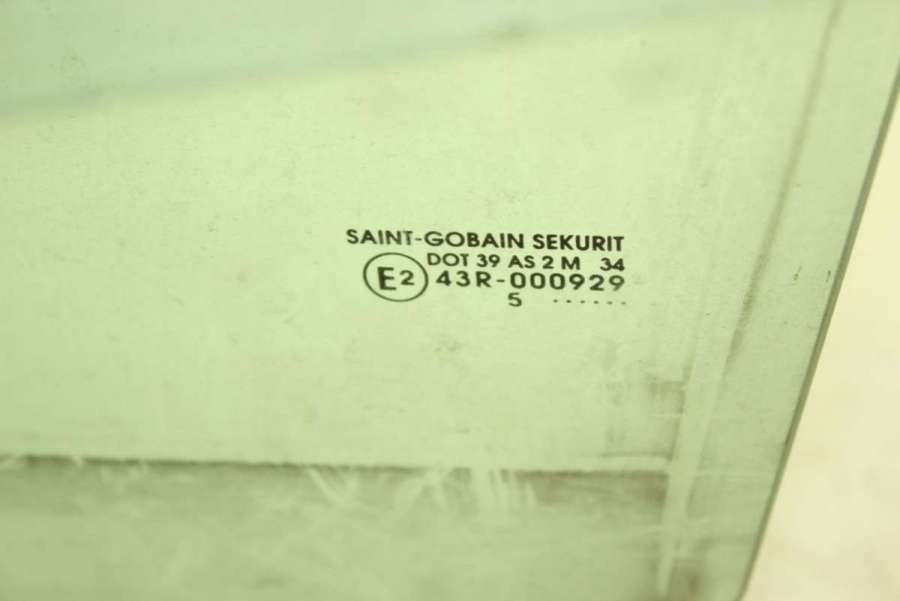 SAINT-GOBAIN SEKURIT
DOT 39 AS 2 M 34
E2 43R-000929
5 ......